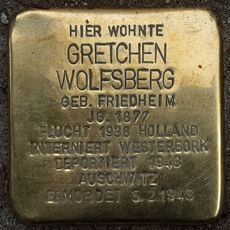 HIER WOHNTE
GRETCHEN
WOLFSBERG
GEB. FRIEDHEIM
JG. 1877
FLUCHT 1938 HOLLAND
INTERNIERT WESTERBORK
DEPORTIERT 1943
AUSCHWITZ
ERMORDET 5.2.1943